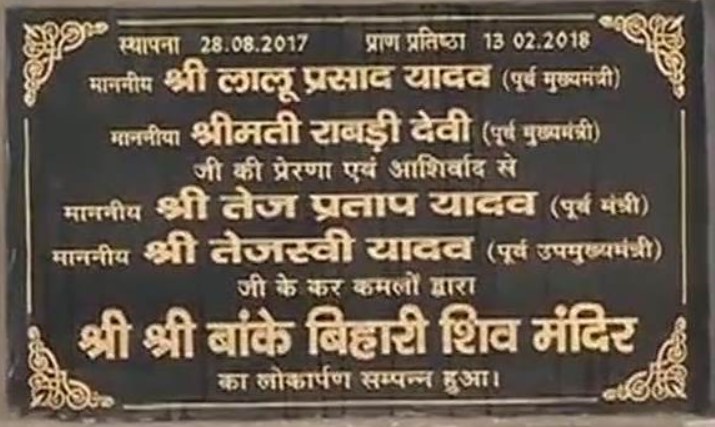 स्थापना 28.08.2017 प्राण प्रतिष्ठा 13 02.2018
माननीय श्री लालू प्रसाद यादव (पूर्व मुख्यमंत्री)
माननीया श्रीमती राबड़ी देवी (पूर्व मुख्यमंत्री)
जी की प्रेरणा एवं आशिर्वाद से
माननीय श्री तेज प्रताप यादव (पूर्व मंत्री)
माननीय श्री तेजस्वी यादव (पूर्व उपमुख्यमंत्री)
जी के कर कमलों द्वारा
श्री श्री बांके बिहारी शिव मंदिर
का लोकार्पण सम्पन्न हुआ।